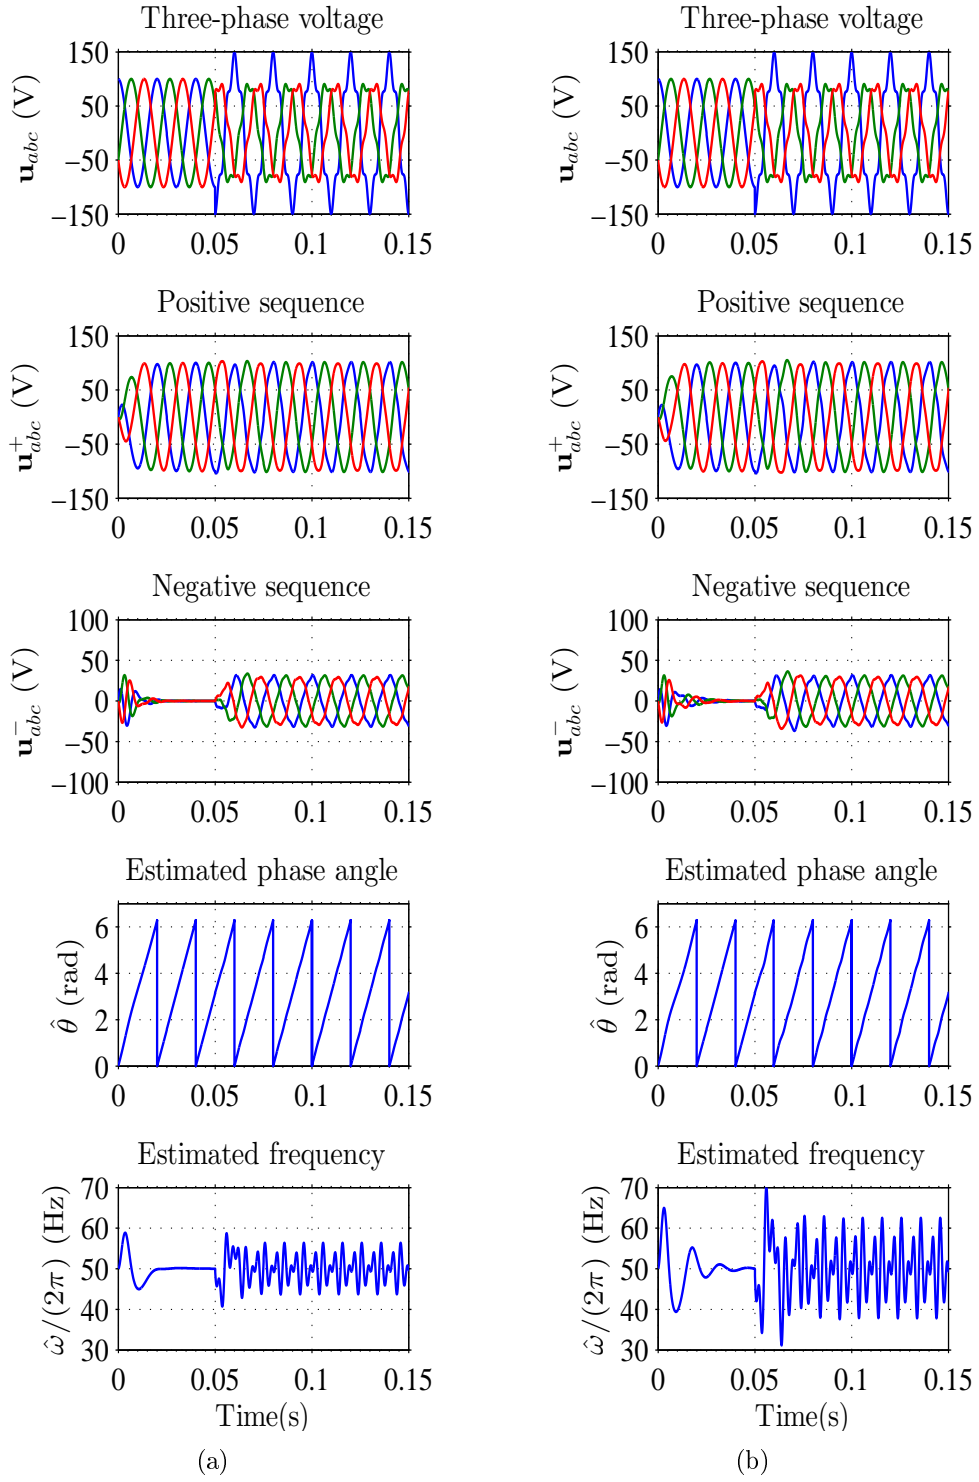 Three-phase voltage
u_abc (V)
150
50
−50
−150
0 0.05 0.1 0.15
Positive sequence
u^+_abc (V)
150
50
−50
−150
0 0.05 0.1 0.15
Negative sequence
u^−_abc (V)
100
50
0
−50
−100
0 0.05 0.1 0.15
Estimated phase angle
θ̂ (rad)
6
4
2
0
0 0.05 0.1 0.15
Estimated frequency
ω̂/(2π) (Hz)
70
60
50
40
30
0 0.05 0.1 0.15
Time(s)
(a)
Three-phase voltage
u_abc (V)
150
50
−50
−150
0 0.05 0.1 0.15
Positive sequence
u^+_abc (V)
150
50
−50
−150
0 0.05 0.1 0.15
Negative sequence
u^−_abc (V)
100
50
0
−50
−100
0 0.05 0.1 0.15
Estimated phase angle
θ̂ (rad)
6
4
2
0
0 0.05 0.1 0.15
Estimated frequency
ω̂/(2π) (Hz)
70
60
50
40
30
0 0.05 0.1 0.15
Time(s)
(b)